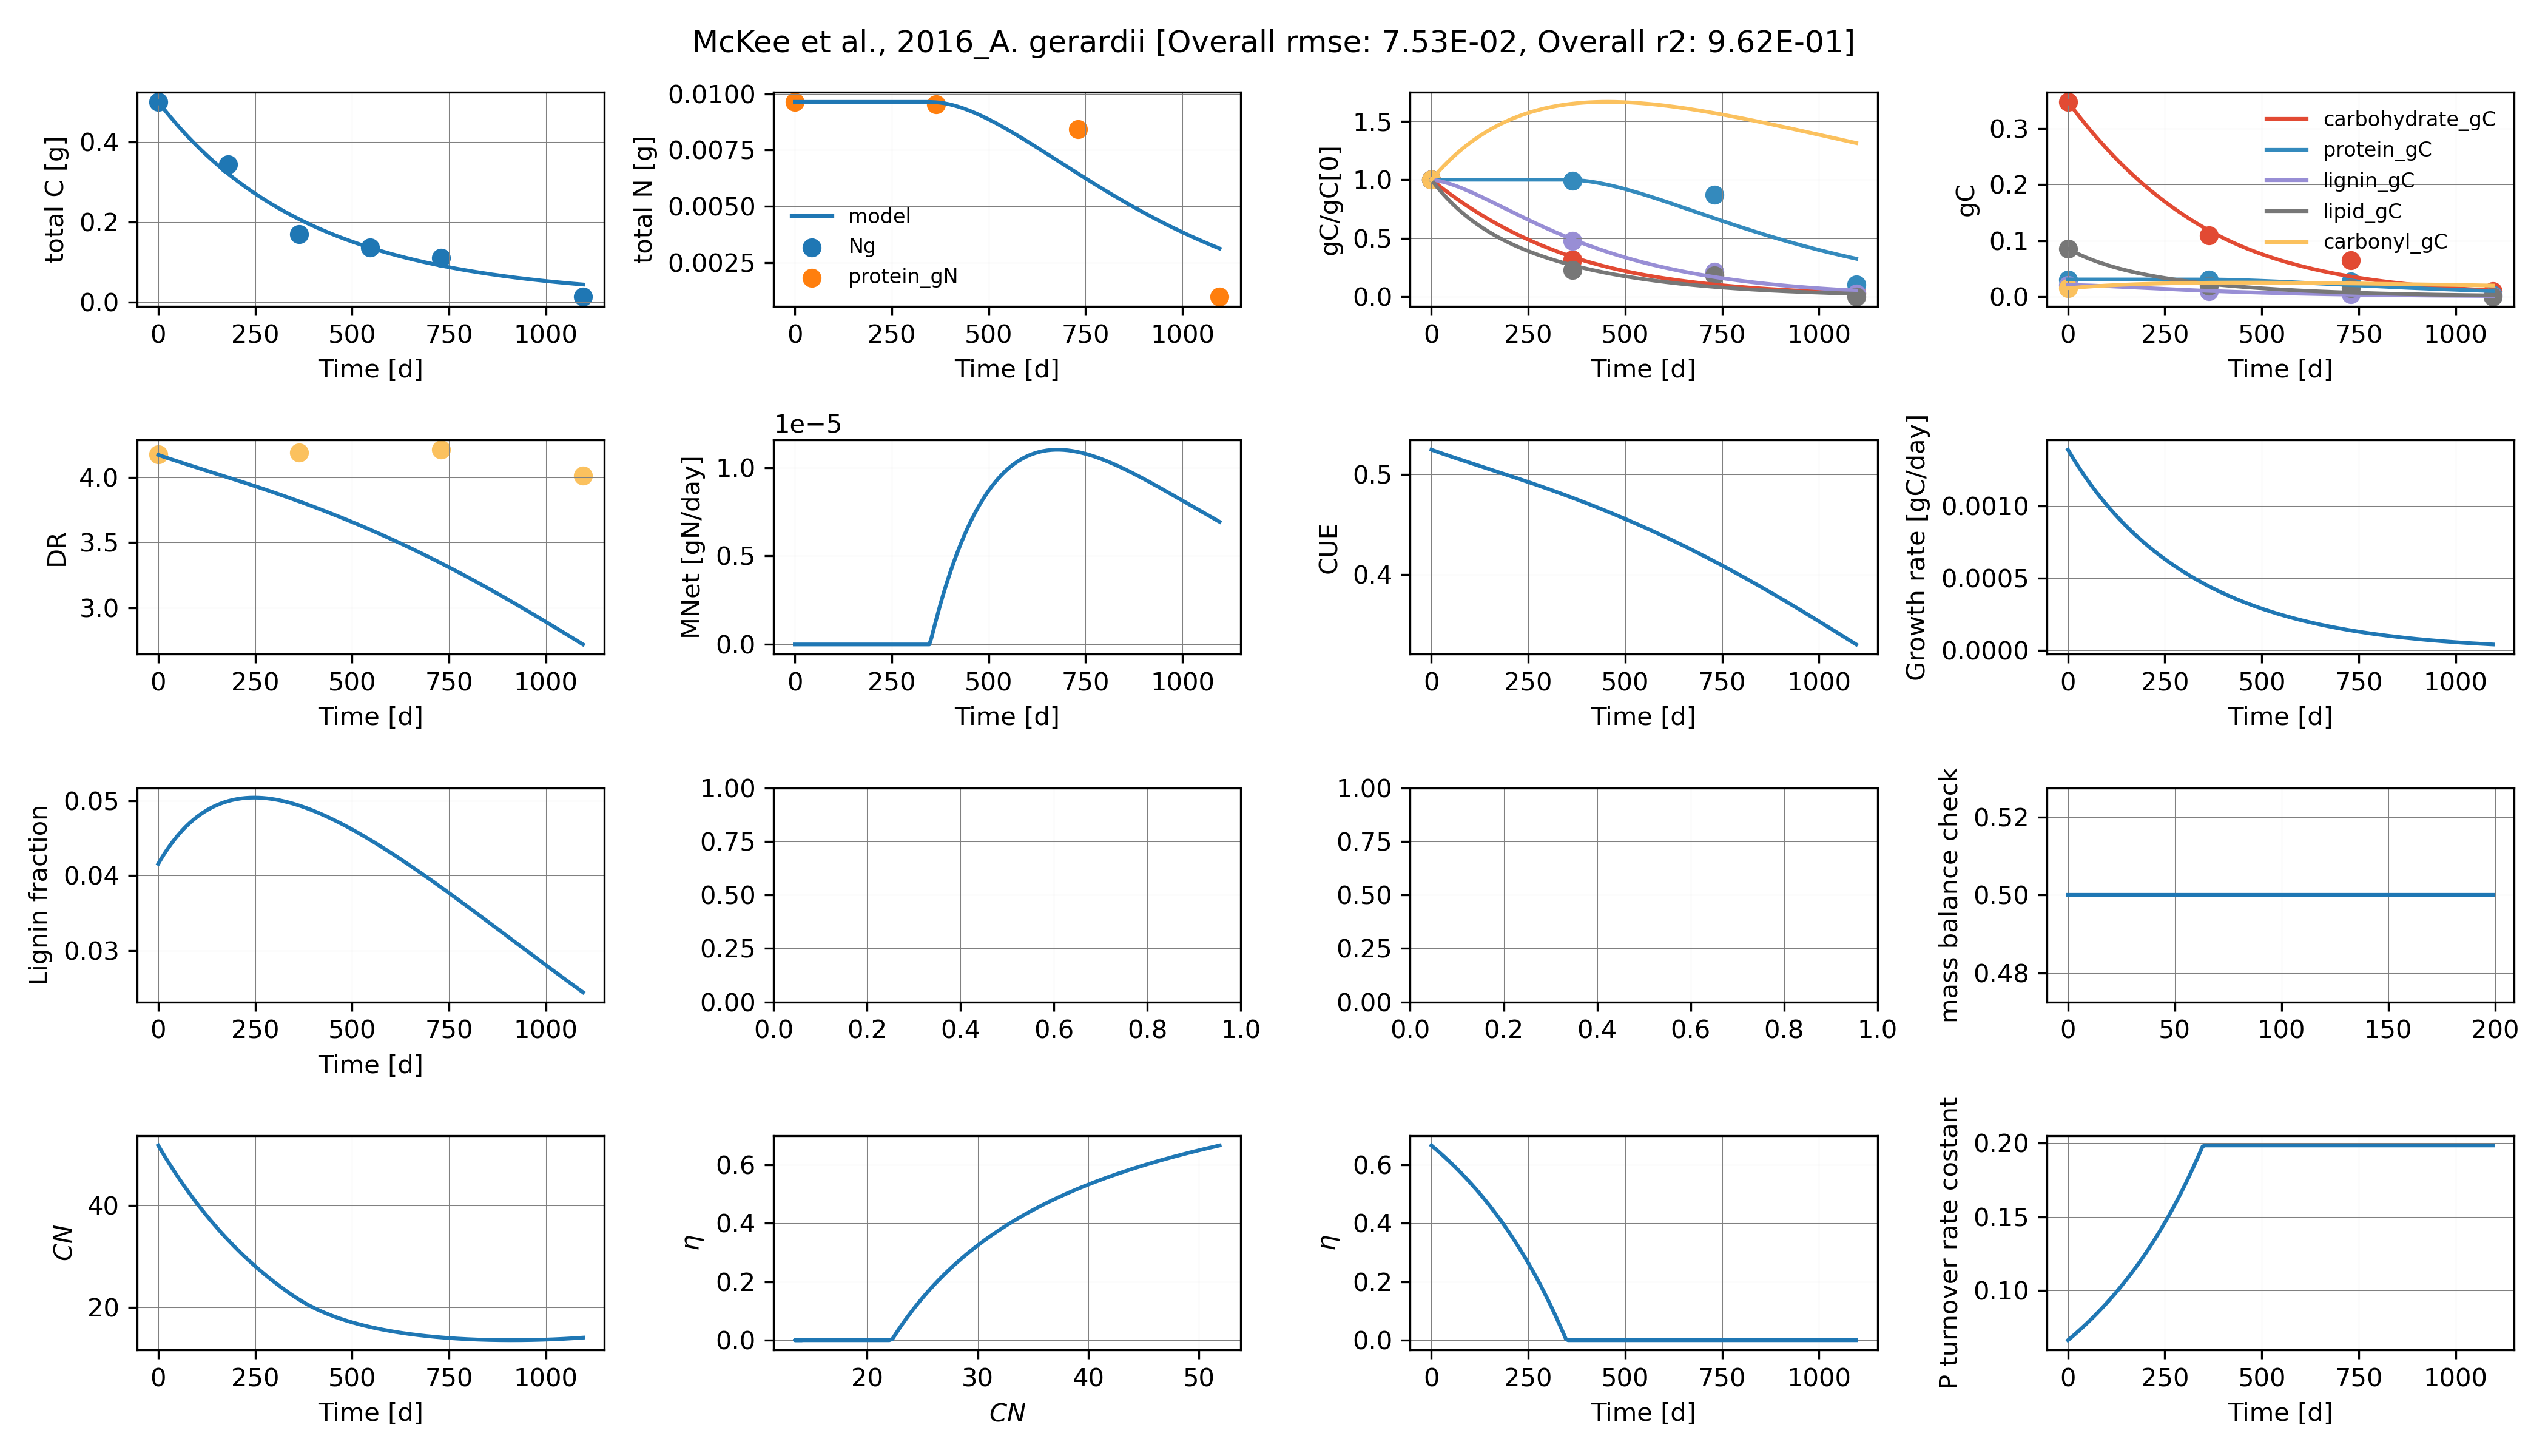 McKee et al., 2016_A. gerardii [Overall rmse: 7.53E-02, Overall r2: 9.62E-01]
total C [g]
0.4
0.2
0.0
0 250 500 750 1000
Time [d]
total N [g]
0.0100
0.0075
0.0050
0.0025
model
Ng
protein_gN
0 250 500 750 1000
Time [d]
gC/gC[0]
1.5
1.0
0.5
0.0
0 250 500 750 1000
Time [d]
gC
0.3
0.2
0.1
0.0
carbohydrate_gC
protein_gC
lignin_gC
lipid_gC
carbonyl_gC
0 250 500 750 1000
Time [d]
DR
4.0
3.5
3.0
0 250 500 750 1000
Time [d]
1e−5
MNet [gN/day]
1.0
0.5
0.0
0 250 500 750 1000
Time [d]
CUE
0.5
0.4
0 250 500 750 1000
Time [d]
Growth rate [gC/day]
0.0010
0.0005
0.0000
0 250 500 750 1000
Time [d]
Lignin fraction
0.05
0.04
0.03
0 250 500 750 1000
Time [d]
1.00
0.75
0.50
0.25
0.00
0.0 0.2 0.4 0.6 0.8 1.0
1.00
0.75
0.50
0.25
0.00
0.0 0.2 0.4 0.6 0.8 1.0
mass balance check
0.52
0.50
0.48
0 50 100 150 200
CN
40
20
0 250 500 750 1000
Time [d]
η
0.6
0.4
0.2
0.0
20 30 40 50
CN
η
0.6
0.4
0.2
0.0
0 250 500 750 1000
Time [d]
P turnover rate costant
0.20
0.15
0.10
0 250 500 750 1000
Time [d]